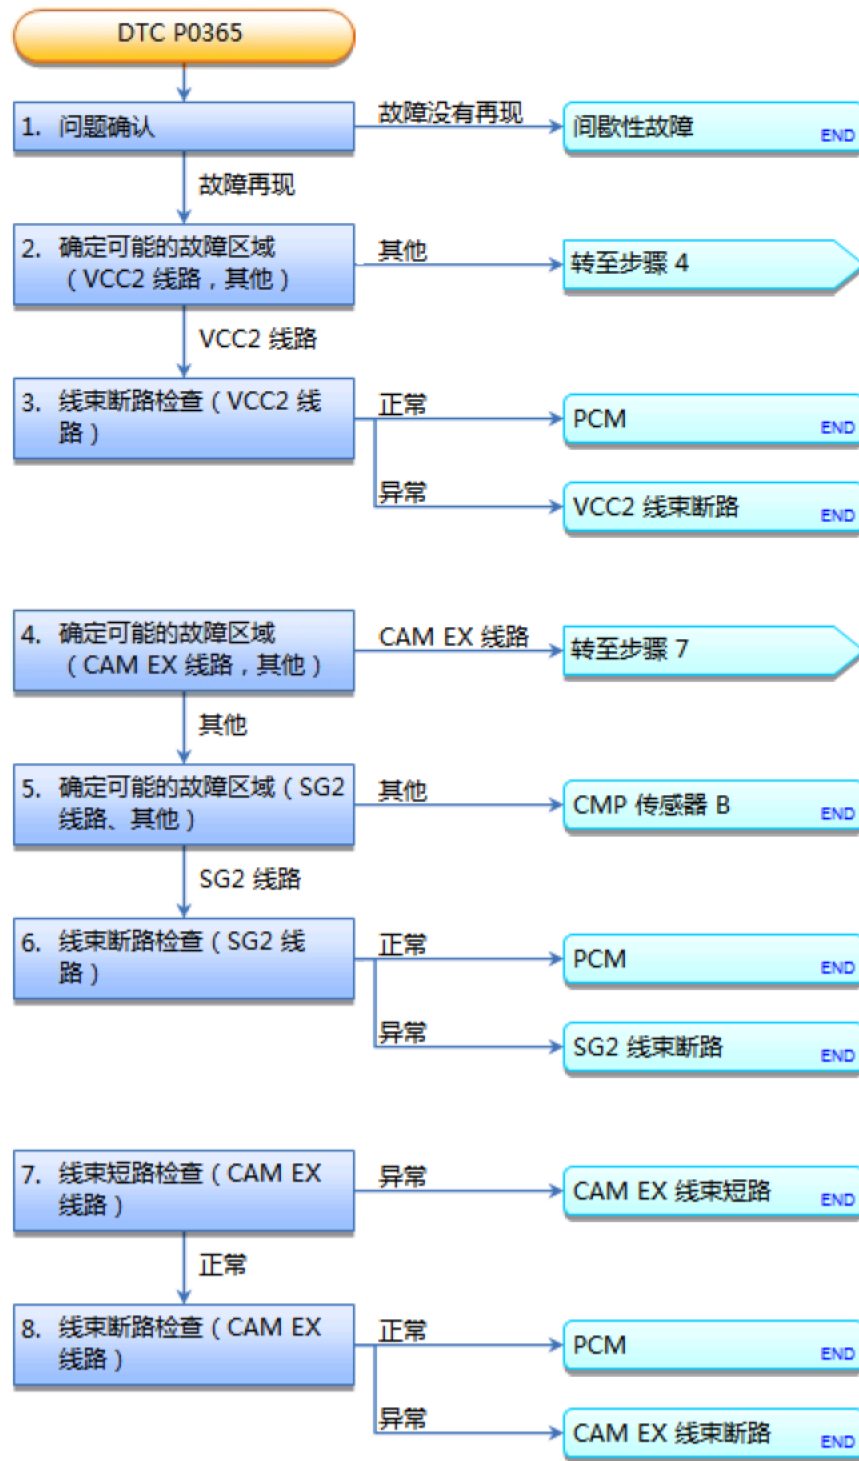 DTC P0365
1. 问题确认
故障没有再现
间歇性故障
END
故障再现
2. 确定可能的故障区域
（VCC2 线路，其他）
其他
转至步骤 4
VCC2 线路
3. 线束断路检查（VCC2 线
路）
正常
PCM
END
异常
VCC2 线束断路
END
4. 确定可能的故障区域
（CAM EX 线路，其他）
CAM EX 线路
转至步骤 7
其他
5. 确定可能的故障区域（SG2
线路、其他）
其他
CMP 传感器 B
END
SG2 线路
6. 线束断路检查（SG2 线
路）
正常
PCM
END
异常
SG2 线束断路
END
7. 线束短路检查（CAM EX
线路）
异常
CAM EX 线束短路
END
正常
8. 线束断路检查（CAM EX
线路）
正常
PCM
END
异常
CAM EX 线束断路
END